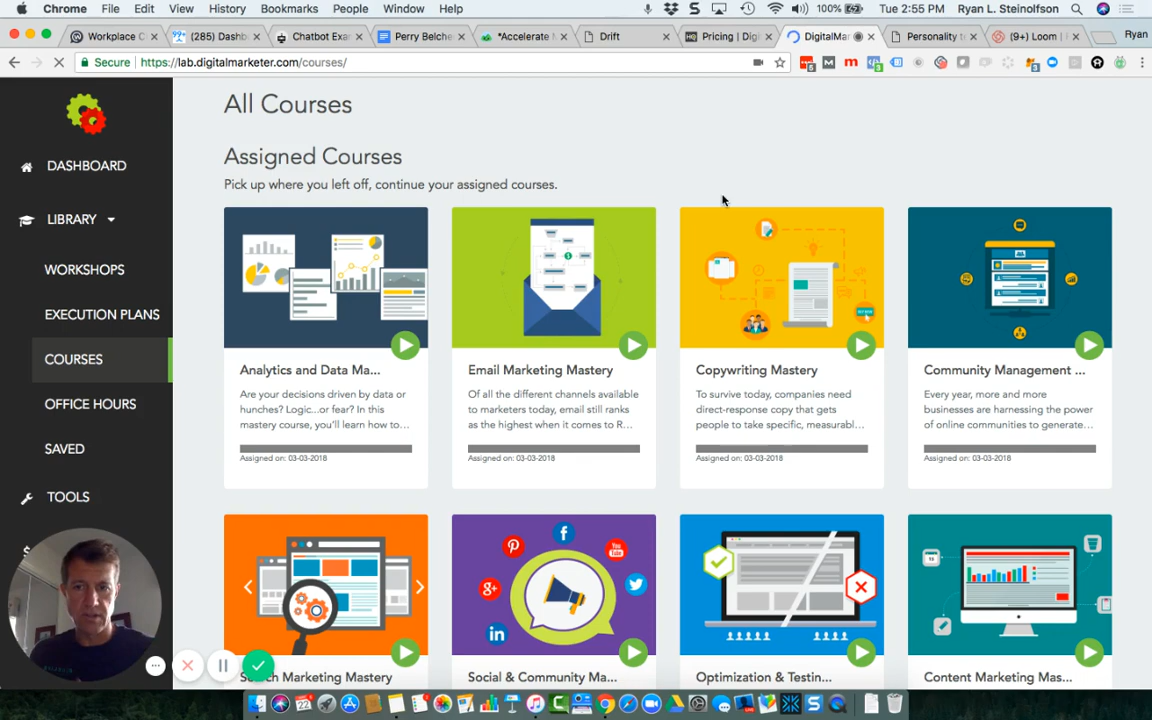 Chrome File Edit View History Bookmarks People Window Help
100% Tue 2:55 PM Ryan L. Steinolfson
Workplace C (285) Dashb Chatbot Exam Perry Belche *Accelerate M Drift Pricing | Digi DigitalMar Personality te (9+) Loom | R Ryan
Secure https://lab.digitalmarketer.com/courses/
DASHBOARD
LIBRARY
WORKSHOPS
EXECUTION PLANS
COURSES
OFFICE HOURS
SAVED
TOOLS
All Courses
Assigned Courses
Pick up where you left off, continue your assigned courses.
Analytics and Data Ma...
Are your decisions driven by data or
hunches? Logic...or fear? In this
mastery course, you'll learn how to...
Assigned on: 03-03-2018
Email Marketing Mastery
Of all the different channels available
to marketers today, email still ranks
as the highest when it comes to R...
Assigned on: 03-03-2018
Copywriting Mastery
To survive today, companies need
direct-response copy that gets
people to take specific, measurabl...
Assigned on: 03-03-2018
Community Management ...
Every year, more and more
businesses are harnessing the power
of online communities to generate...
Assigned on: 03-03-2018
Search Marketing Mastery
Social & Community Ma...
Optimization & Testin...
Content Marketing Mast...